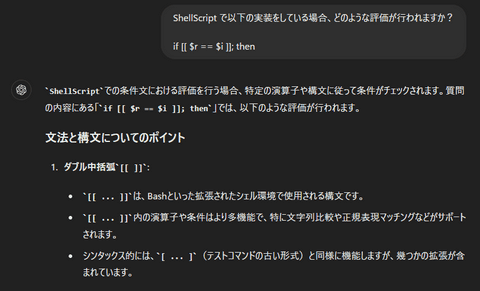 ShellScript で以下の実装をしている場合、どのような評価が行われますか？
if [[ $r == $i ]]; then
`ShellScript`での条件文における評価を行う場合、特定の演算子や構文に従って条件がチェックされます。質問
の内容にある「`if [[ $r == $i ]]; then`」では、以下のような評価が行われます。
文法と構文についてのポイント
1. ダブル中括弧`[[ ]]`:
• `[[ ... ]]`は、Bashといった拡張されたシェル環境で使用される構文です。
• `[[ ... ]]`内の演算子や条件はより多機能で、特に文字列比較や正規表現マッチングなどがサポート
されます。
• シンタックス的には、`[ ... ]`（テストコマンドの古い形式）と同様に機能しますが、幾つかの拡張が含
まれています。